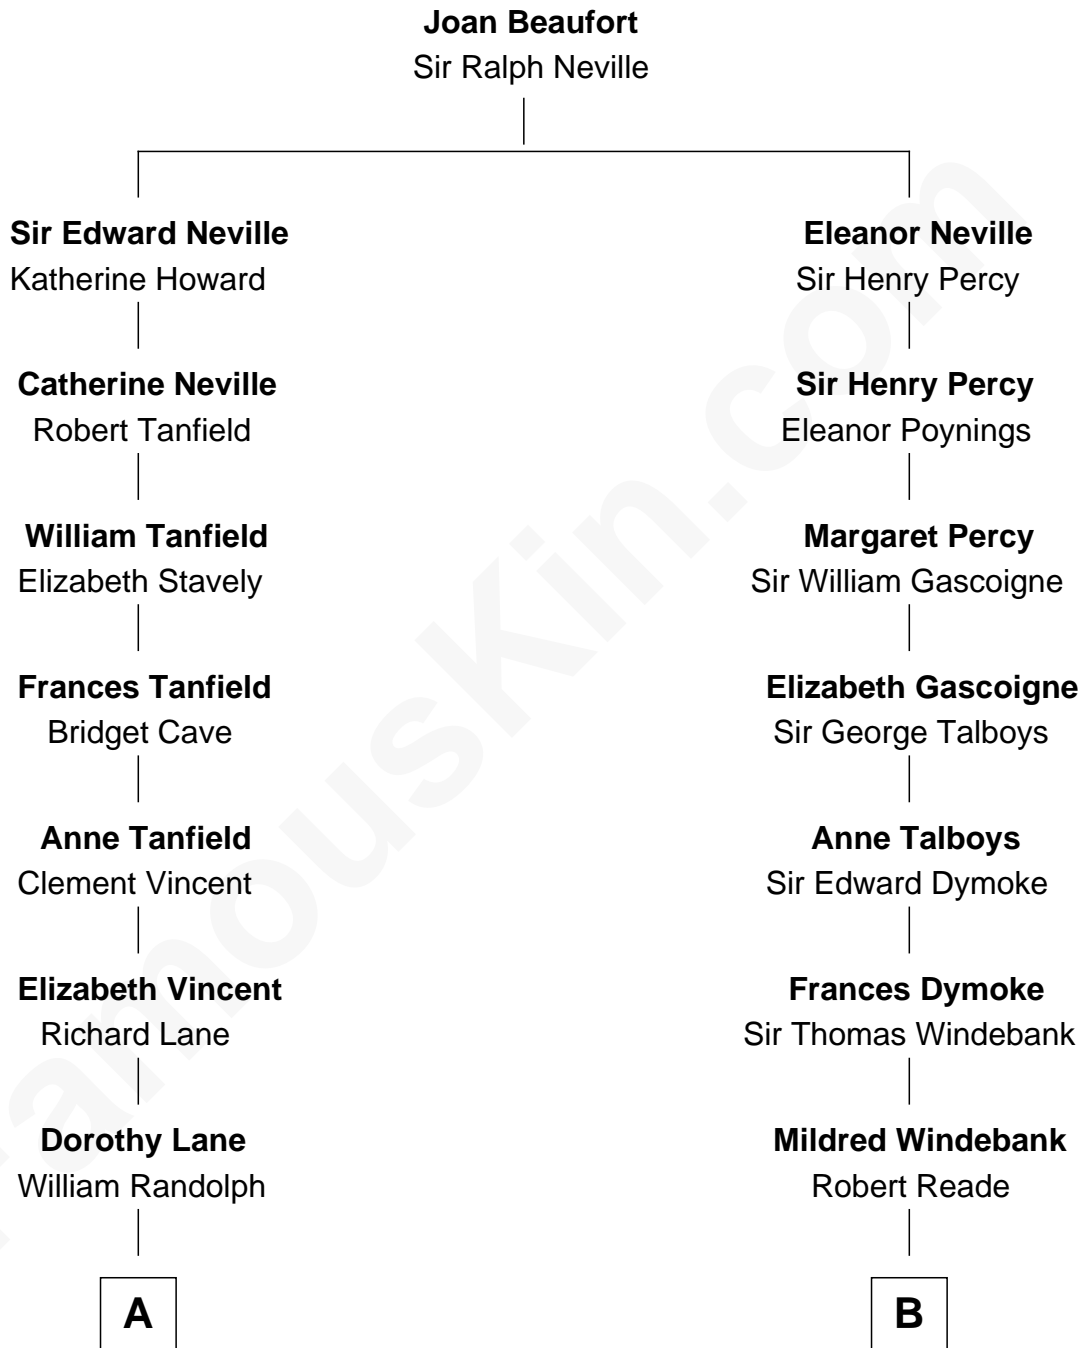 Joan Beaufort
Sir Ralph Neville
Sir Edward Neville
Katherine Howard
Eleanor Neville
Sir Henry Percy
Catherine Neville
Robert Tanfield
Sir Henry Percy
Eleanor Poynings
William Tanfield
Elizabeth Stavely
Margaret Percy
Sir William Gascoigne
Frances Tanfield
Bridget Cave
Elizabeth Gascoigne
Sir George Talboys
Anne Tanfield
Clement Vincent
Anne Talboys
Sir Edward Dymoke
Elizabeth Vincent
Richard Lane
Frances Dymoke
Sir Thomas Windebank
Dorothy Lane
William Randolph
Mildred Windebank
Robert Reade
A
B
FamousKin.com